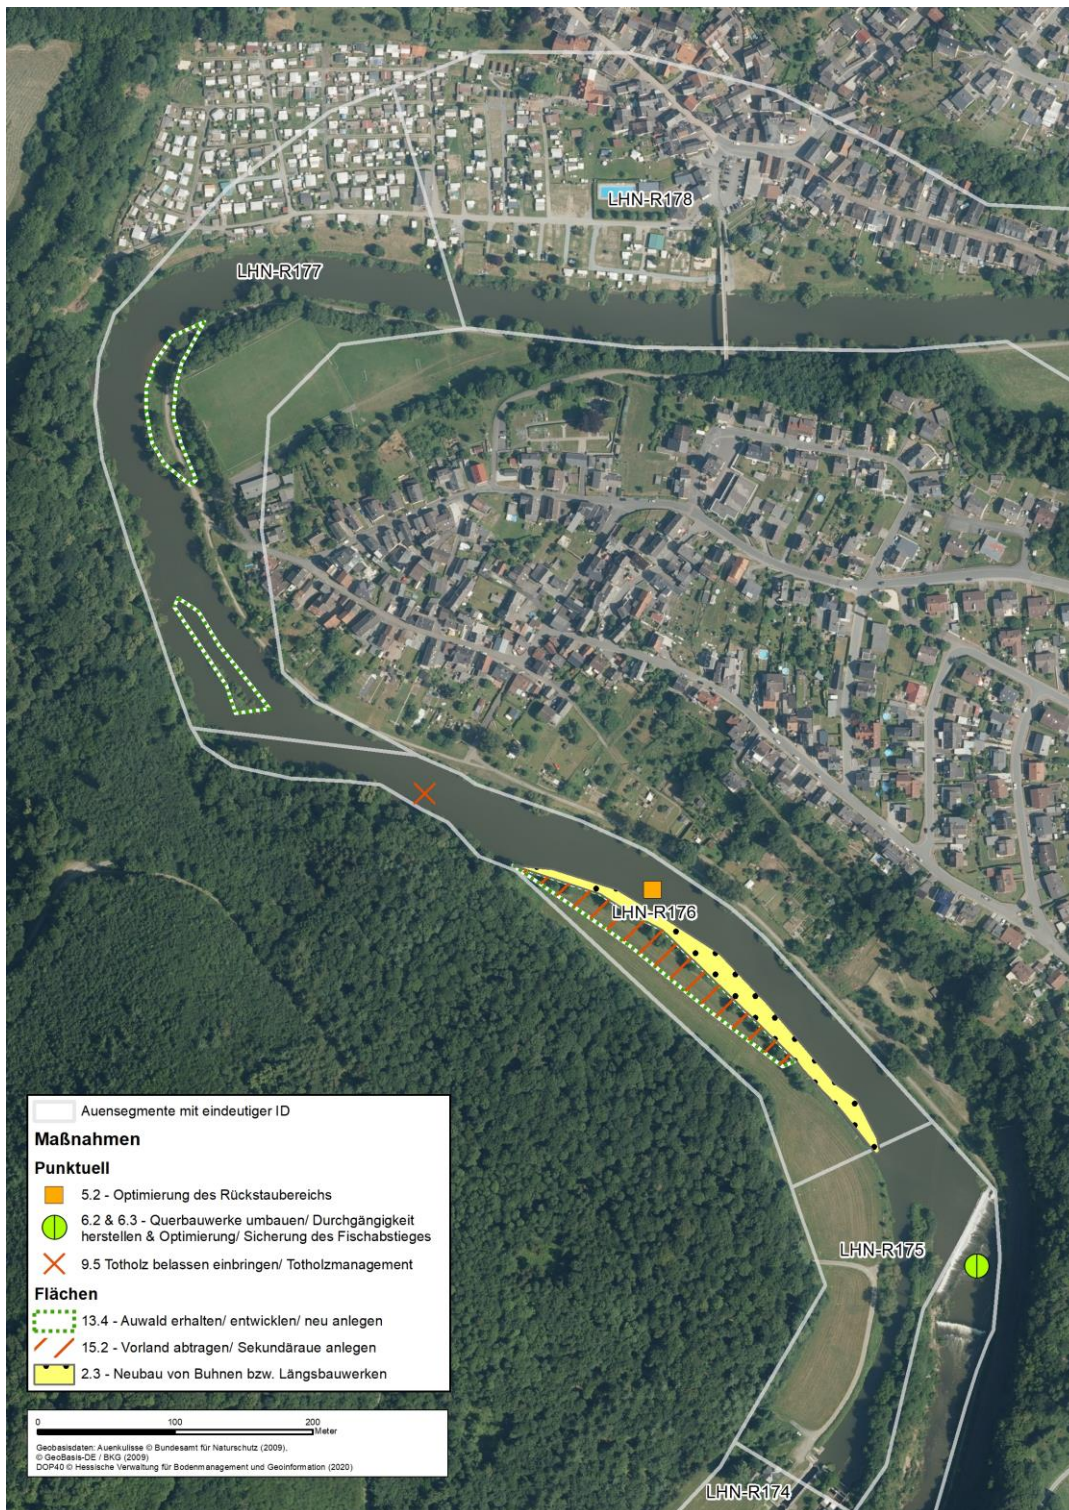 LHN-R178
LHN-R177
LHN-R176
LHN-R175
LHN-R174
Auensegmente mit eindeutiger ID
Maßnahmen
Punktuell
5.2 - Optimierung des Rückstaubereichs
6.2 & 6.3 - Querbauwerke umbauen/ Durchgängigkeit
herstellen & Optimierung/ Sicherung des Fischabstieges
9.5 Totholz belassen einbringen/ Totholzmanagement
Flächen
13.4 - Auwald erhalten/ entwickeln/ neu anlegen
15.2 - Vorland abtragen/ Sekundäraue anlegen
2.3 - Neubau von Buhnen bzw. Längsbauwerken
0 100 200
Meter
Geobasisdaten: Auenkulisse © Bundesamt für Naturschutz (2009),
© GeoBasis-DE / BKG (2009)
DOP40 © Hessische Verwaltung für Bodenmanagement und Geoinformation (2020)